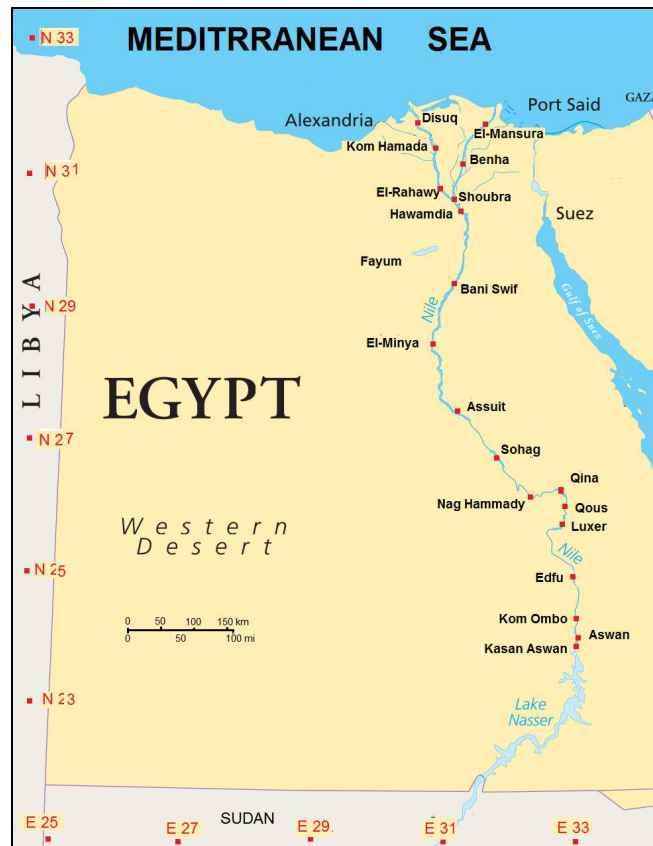 N 33
MEDITRRANEAN SEA
Alexandria
Disuq
Port Said
GAZA
El-Mansura
Kom Hamada
Benha
N 31
El-Rahawy
Shoubra
Hawamdia
Suez
Fayum
Bani Swif
Gulf of Suez
N 29
Nile
El-Minya
LIBYA
EGYPT
Assuit
N 27
Sohag
Qina
Nag Hammady
Qous
Luxer
Western
Desert
Nile
N 25
Edfu
0 50 100 150 km
0 50 100 mi
Kom Ombo
Aswan
Kasan Aswan
N 23
Lake
Nasser
SUDAN
E 25
E 27
E 29
E 31
E 33